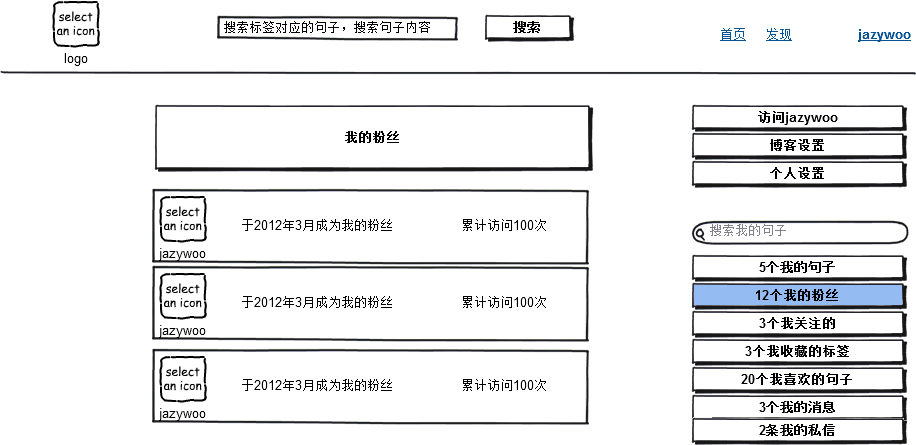 select
an icon
logo
搜索标签对应的句子，搜索句子内容
搜索
首页
发现
jazywoo
我的粉丝
select
an icon
jazywoo
于2012年3月成为我的粉丝
累计访问100次
select
an icon
jazywoo
于2012年3月成为我的粉丝
累计访问100次
select
an icon
jazywoo
于2012年3月成为我的粉丝
累计访问100次
访问jazywoo
博客设置
个人设置
搜索我的句子
5个我的句子
12个我的粉丝
3个我关注的
3个我收藏的标签
20个我喜欢的句子
3个我的消息
2条我的私信